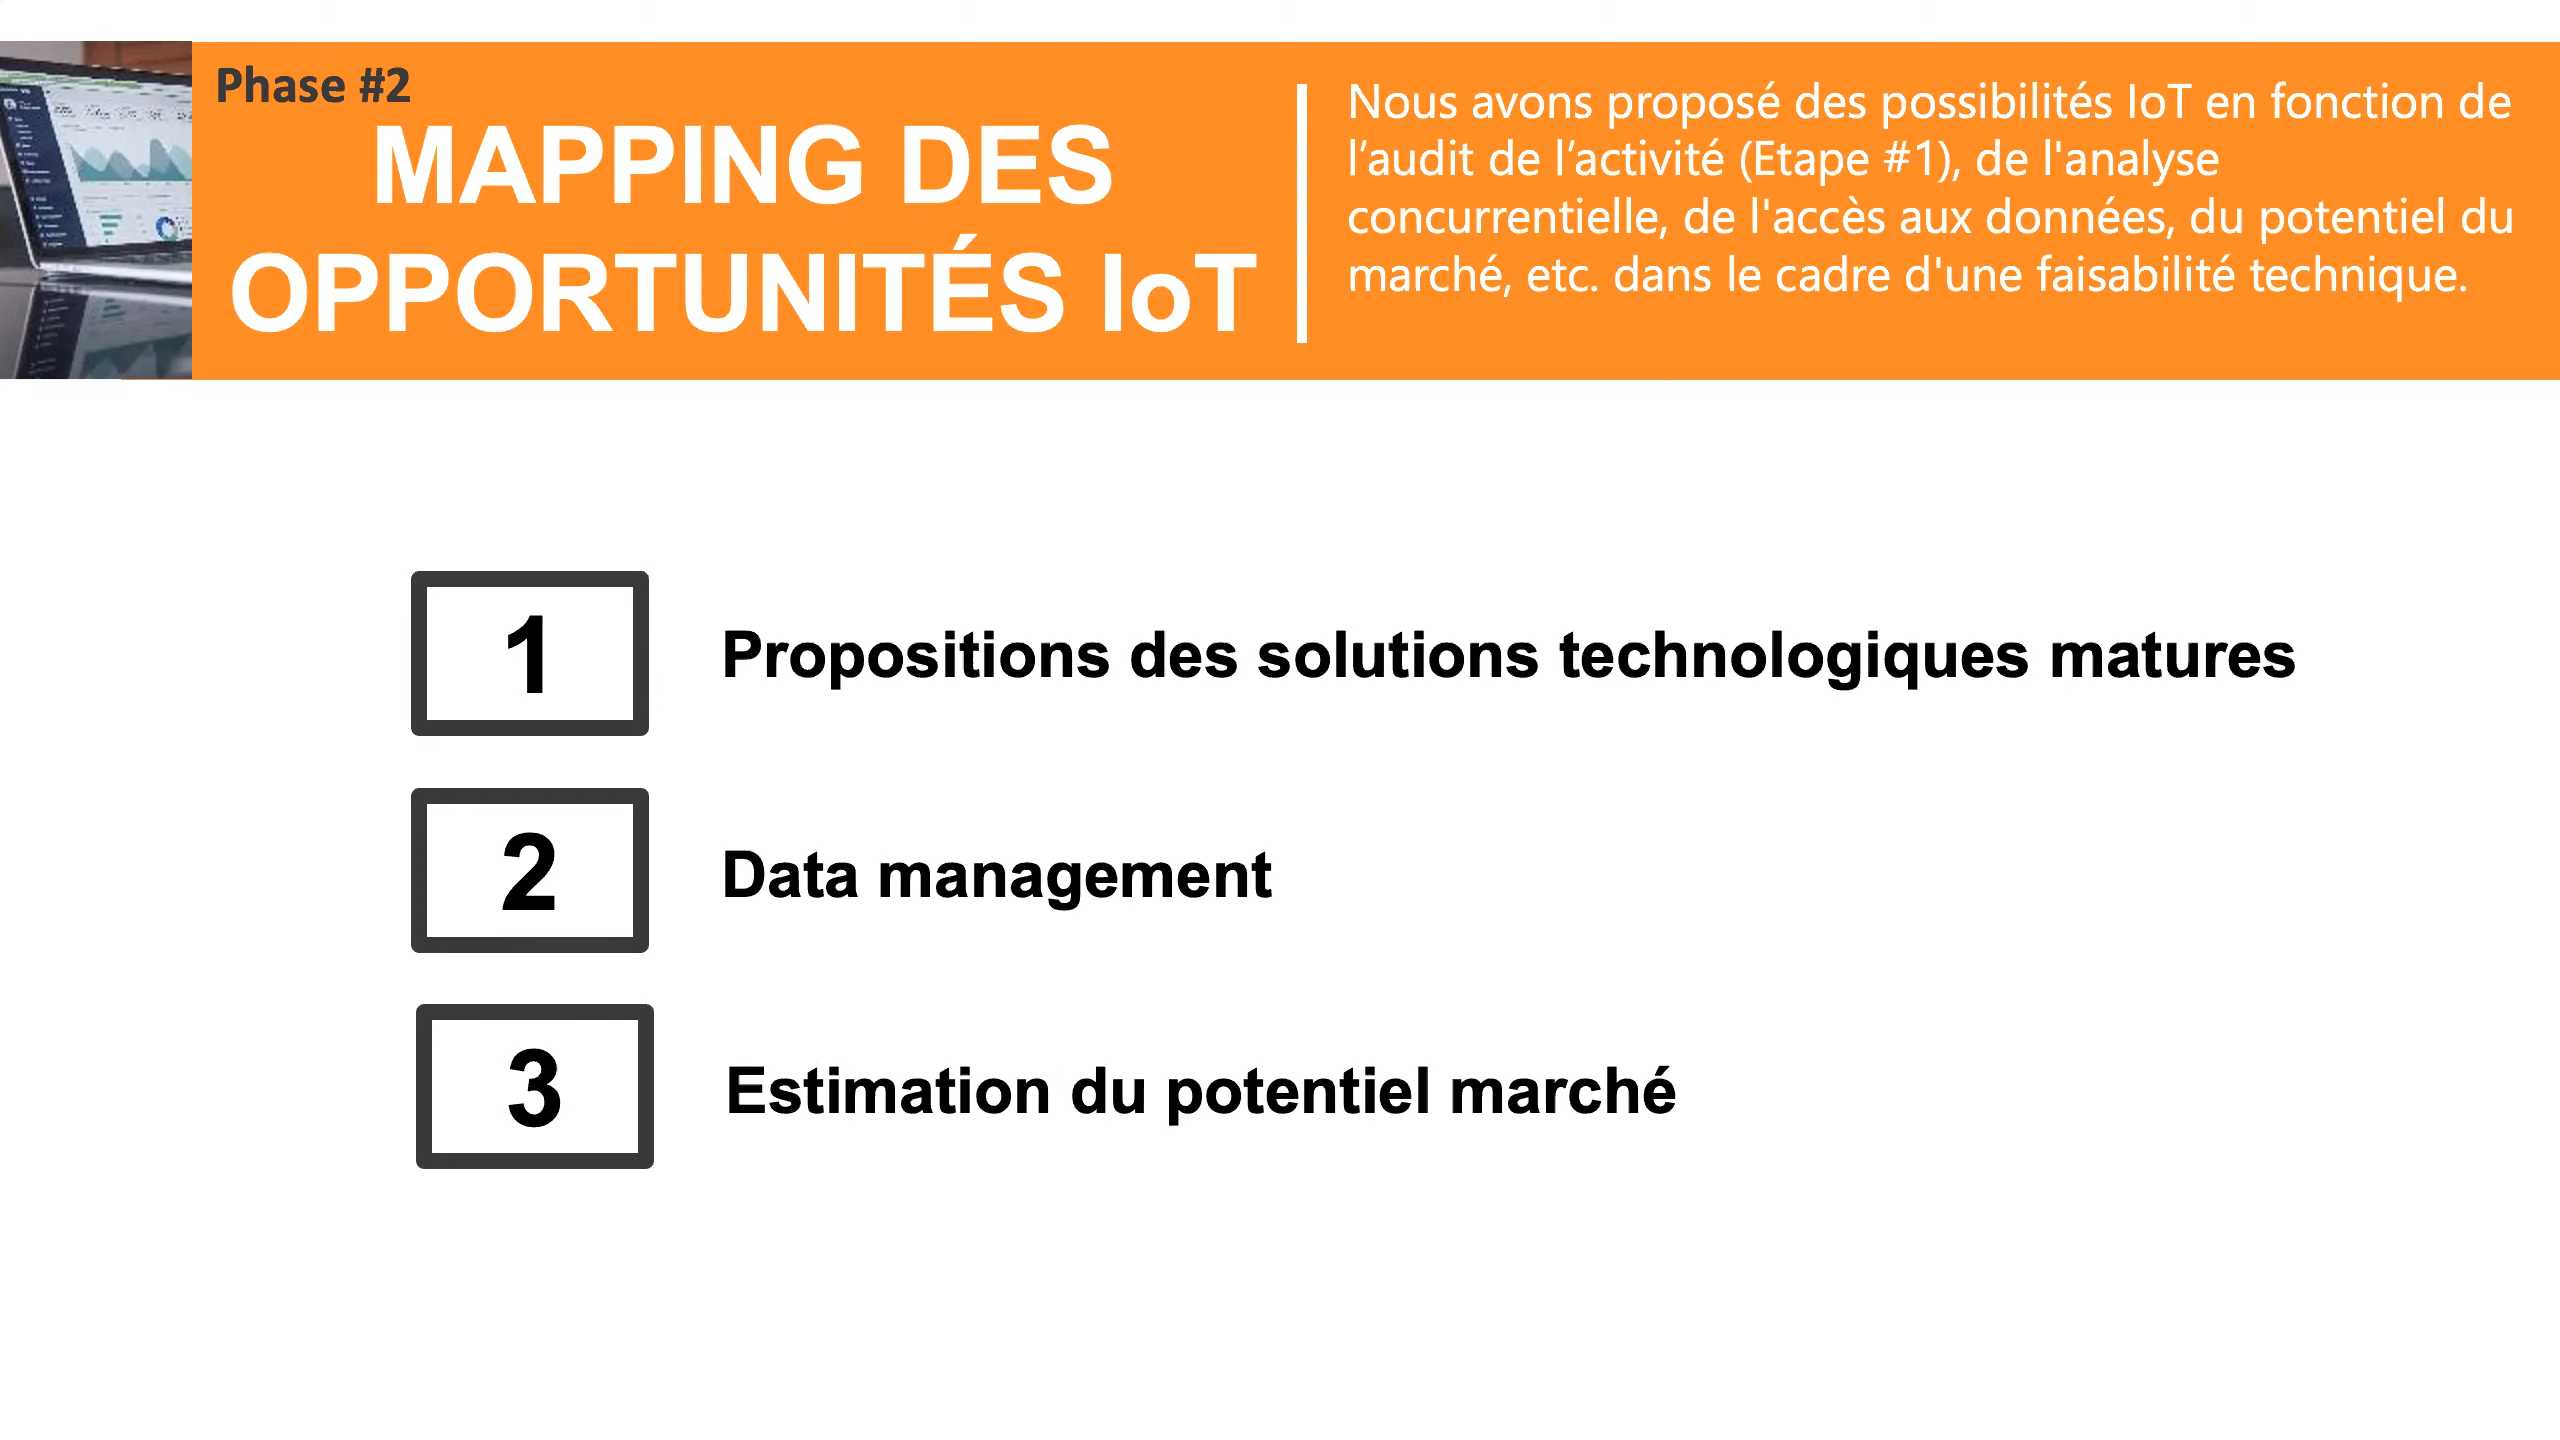 Phase #2
MAPPING DES
OPPORTUNITÉS IoT
Nous avons proposé des possibilités IoT en fonction de
l’audit de l’activité (Etape #1), de l'analyse
concurrentielle, de l'accès aux données, du potentiel du
marché, etc. dans le cadre d'une faisabilité technique.
1
Propositions des solutions technologiques matures
2
Data management
3
Estimation du potentiel marché